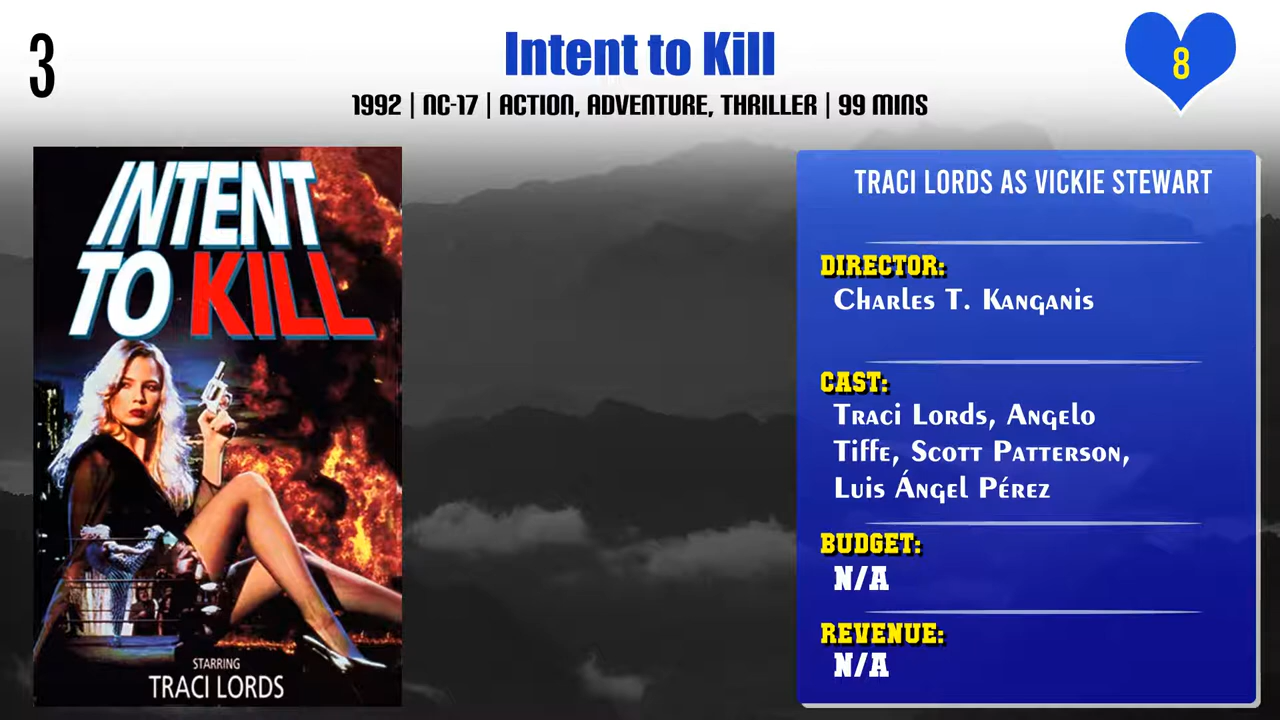 3
Intent to Kill
8
1992 | NC-17 | ACTION, ADVENTURE, THRILLER | 99 MINS
INTENT
TO KILL
STARRING
TRACI LORDS
TRACI LORDS AS VICKIE STEWART
DIRECTOR:
Charles T. Kanganis
CAST:
Traci Lords, Angelo
Tiffe, Scott Patterson,
Luis Ángel Pérez
BUDGET:
N/A
REVENUE:
N/A